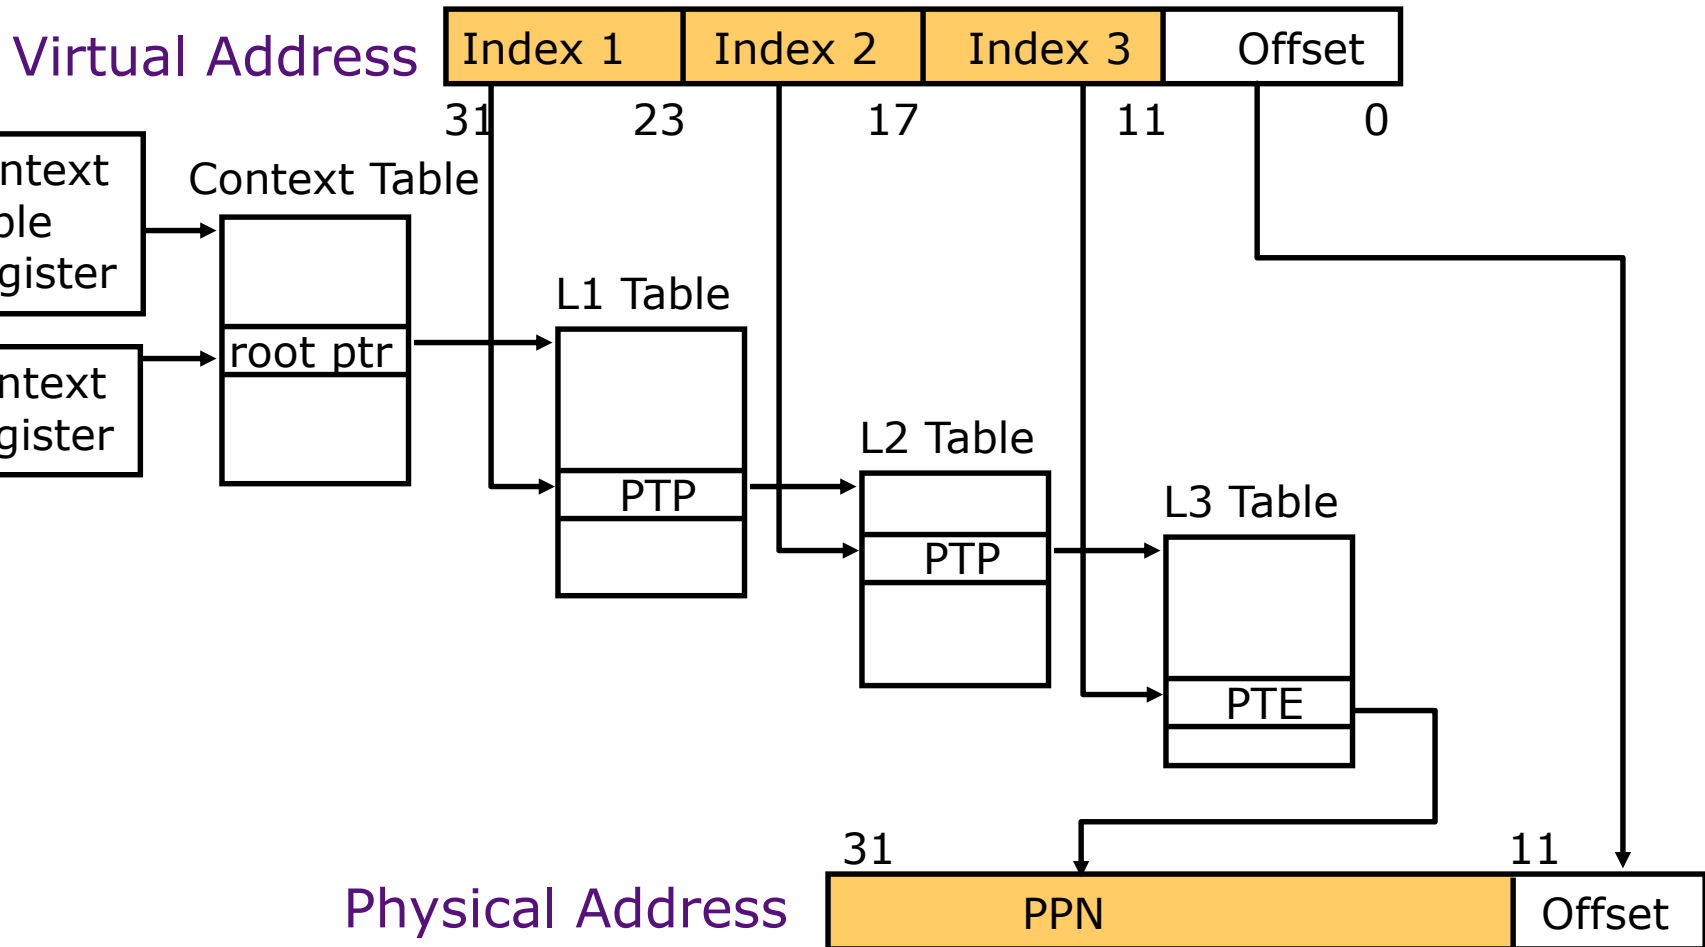 Virtual Address
Index 1 Index 2 Index 3 Offset
31 23 17 11 0
ntext
ble
gister
Context Table
root ptr
ntext
gister
L1 Table
PTP
L2 Table
PTP
L3 Table
PTE
31 11
Physical Address
PPN Offset